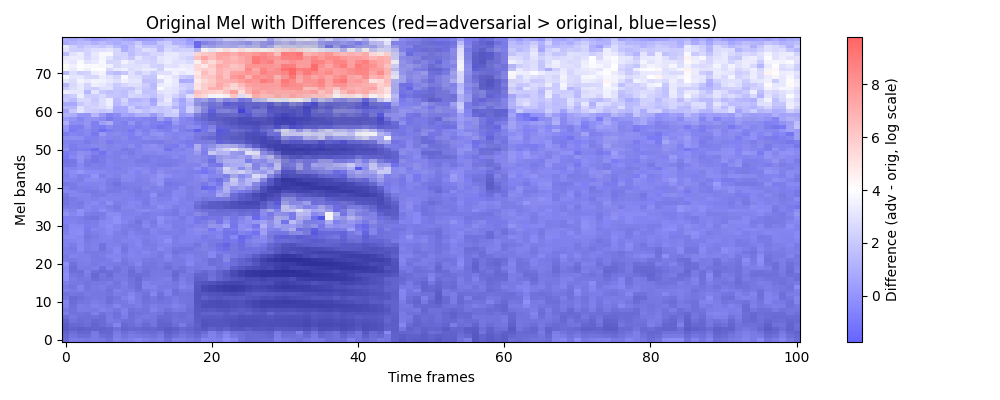 Original Mel with Differences (red=adversarial > original, blue=less)
Mel bands
70
60
50
40
30
20
10
0
0 20 40 60 80 100
Time frames
8
6
4
2
0
Difference (adv - orig, log scale)